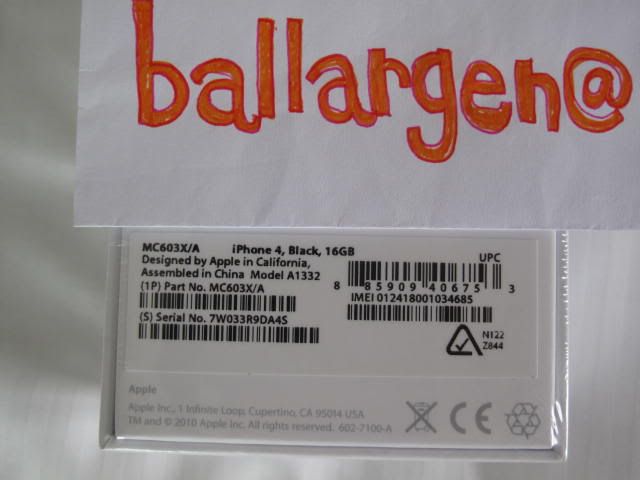 ballargen@
MC603X/A iPhone 4, Black, 16GB
Designed by Apple in California,
Assembled in China Model A1332
(1P) Part No. MC603X/A
(S) Serial No. 7W033R9DA4S
UPC
8 85909 40675 3
IMEI 012418001034685
N122
Z844
Apple
Apple Inc., 1 Infinite Loop, Cupertino, CA 95014 USA
TM and © 2010 Apple Inc. All rights reserved. 602-7100-A
CE